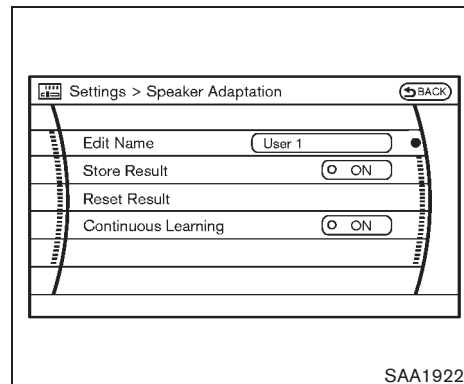 Settings > Speaker Adaptation BACK
Edit Name User 1
Store Result ON
Reset Result
Continuous Learning ON
SAA1922